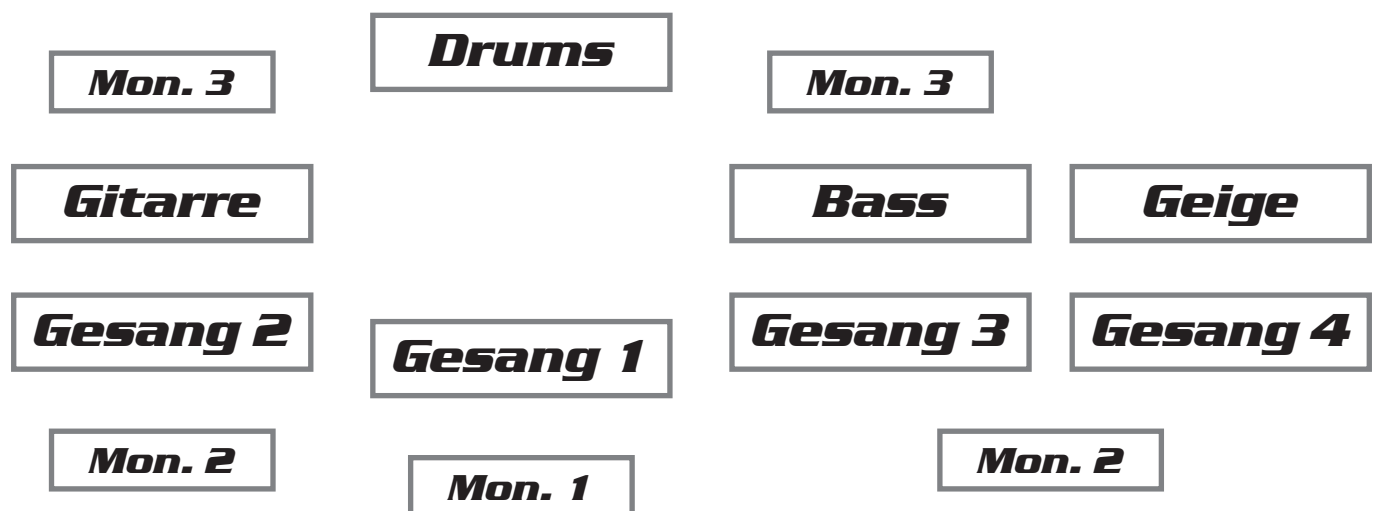 Drums
Mon. 3
Mon. 3
Gitarre
Bass
Geige
Gesang 2
Gesang 1
Gesang 3
Gesang 4
Mon. 2
Mon. 1
Mon. 2